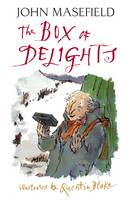 JOHN MASEFIELD
the BOX of
DELIGHTS
illustrated by Quentin Blake